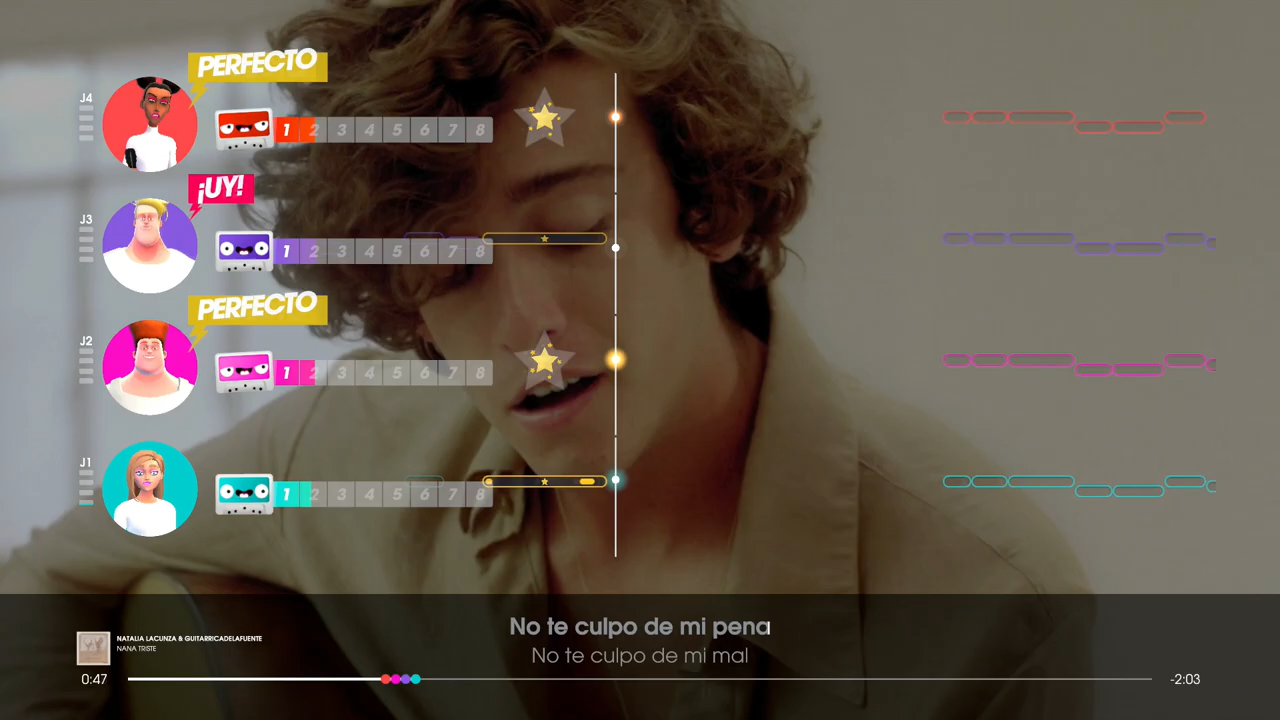 PERFECTO
J4
1 2 3 4 5 6 7 8
¡UY!
J3
1 2 3 4 5 6 7 8
PERFECTO
J2
1 2 3 4 5 6 7 8
J1
1 2 3 4 5 6 7 8
No te culpo de mi pena
No te culpo de mi mal
NATALIA LACUNZA & GUITARRICADELAFUENTE
NANA TRISTE
0:47
-2:03